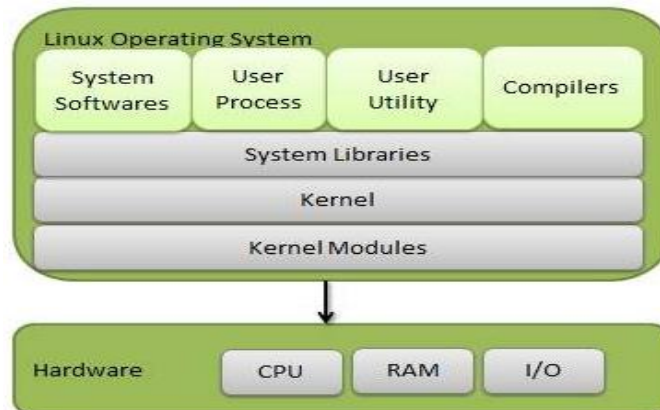 Linux Operating System
System
Softwares
User
Process
User
Utility
Compilers
System Libraries
Kernel
Kernel Modules
Hardware
CPU
RAM
I/O